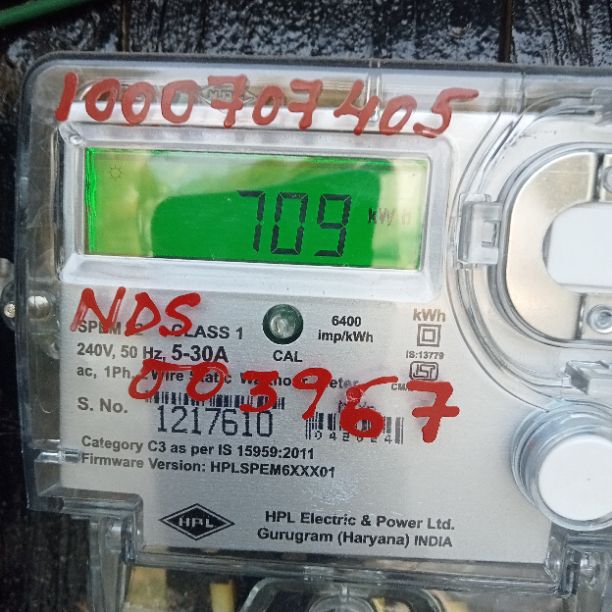 1000707405
709 kWh
NDS
CLASS 1
6400
imp/kWh
kWh
240V, 50 Hz, 5-30A
CAL
IS:13779
ac, 1Ph,
003967
S. No.
1217610
Category C3 as per IS 15959:2011
Firmware Version: HPLSPEM6XXX01
HPL
HPL Electric & Power Ltd.
Gurugram (Haryana) INDIA